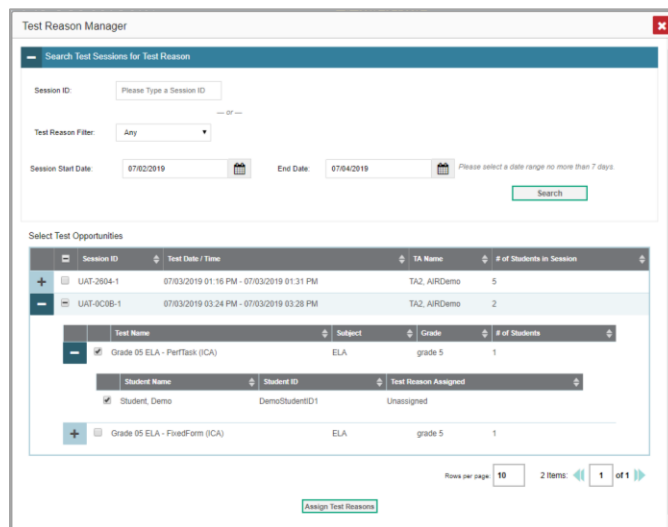 Test Reason Manager
Search Test Sessions for Test Reason
Session ID: Please Type a Session ID
— or —
Test Reason Filter: Any
Session Start Date: 07/02/2019 End Date: 07/04/2019 Please select a date range no more than 7 days.
Search
Select Test Opportunities
Session ID Test Date / Time TA Name # of Students in Session
UAT-2604-1 07/03/2019 01:16 PM - 07/03/2019 01:31 PM TA2, AIRDemo 5
UAT-0C0B-1 07/03/2019 03:24 PM - 07/03/2019 03:28 PM TA2, AIRDemo 2
Test Name Subject Grade # of Students
Grade 05 ELA - PerfTask (ICA) ELA grade 5 1
Student Name Student ID Test Reason Assigned
Student, Demo DemoStudentID1 Unassigned
Grade 05 ELA - FixedForm (ICA) ELA grade 5 1
Rows per page: 10 2 Items: 1 of 1
Assign Test Reasons